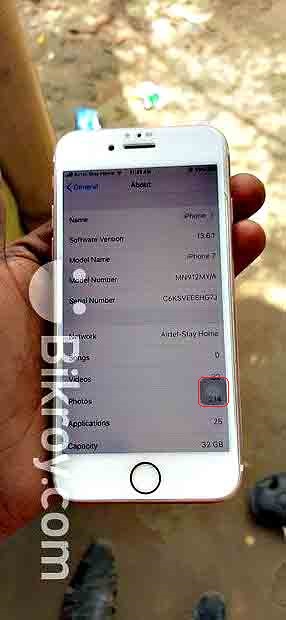 Airtel-Stay Home
11:49 AM
General
About
Name iPhone 7
Software Version 13.6.1
Model Name iPhone 7
Model Number MN912MY/A
Serial Number
Network Airtel-Stay Home
Songs 0
Videos
Photos 214
Applications 25
Capacity 32 GB
Bikroy.com